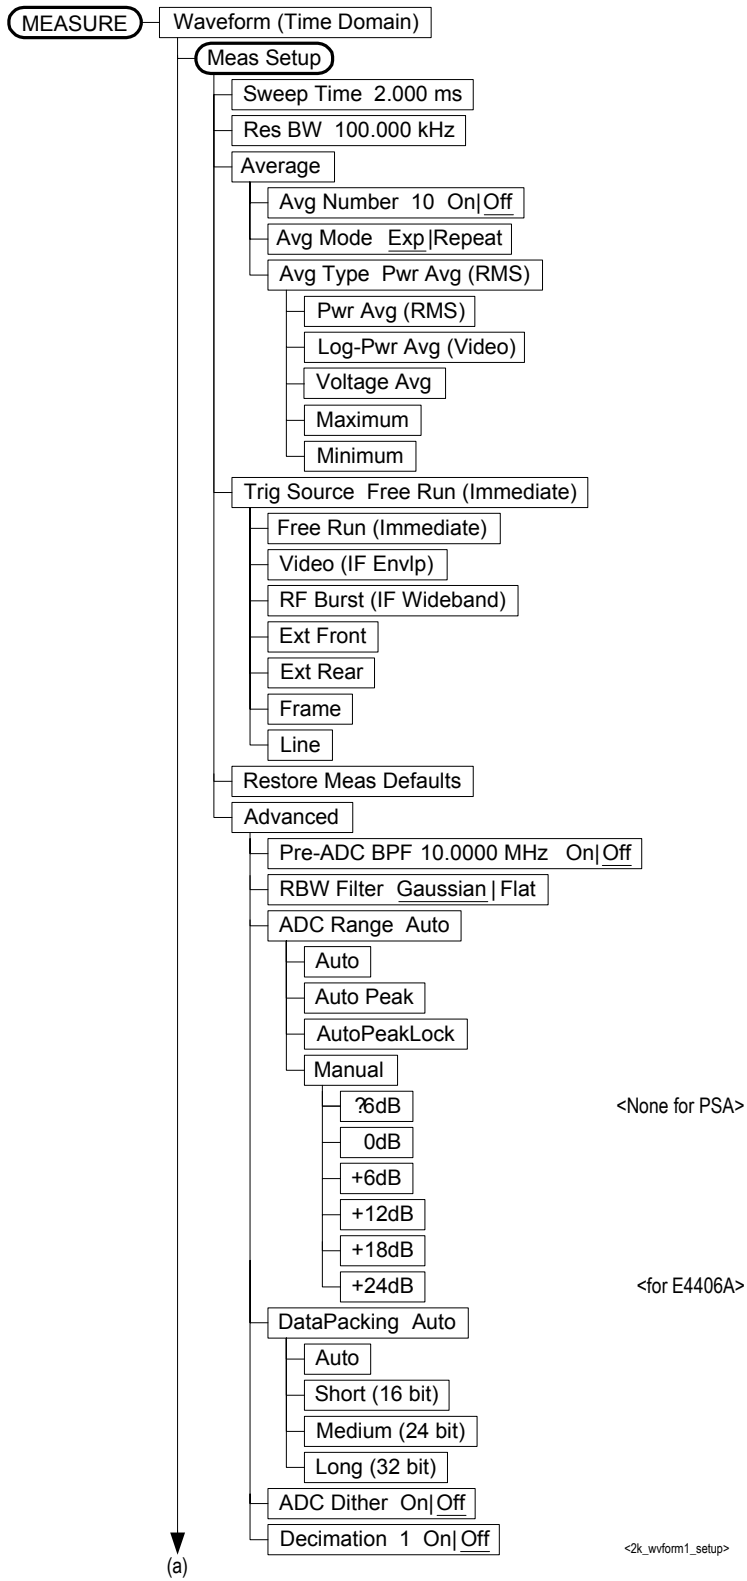 MEASURE
Waveform (Time Domain)
Meas Setup
Sweep Time 2.000 ms
Res BW 100.000 kHz
Average
Avg Number 10 On|Off
Avg Mode Exp|Repeat
Avg Type Pwr Avg (RMS)
Pwr Avg (RMS)
Log-Pwr Avg (Video)
Voltage Avg
Maximum
Minimum
Trig Source Free Run (Immediate)
Free Run (Immediate)
Video (IF Envlp)
RF Burst (IF Wideband)
Ext Front
Ext Rear
Frame
Line
Restore Meas Defaults
Advanced
Pre-ADC BPF 10.0000 MHz On|Off
RBW Filter Gaussian|Flat
ADC Range Auto
Auto
Auto Peak
AutoPeakLock
Manual
?6dB <None for PSA>
0dB
+6dB
+12dB
+18dB
+24dB <for E4406A>
DataPacking Auto
Auto
Short (16 bit)
Medium (24 bit)
Long (32 bit)
ADC Dither On|Off
Decimation 1 On|Off
<2k_wvform1_setup>
(a)